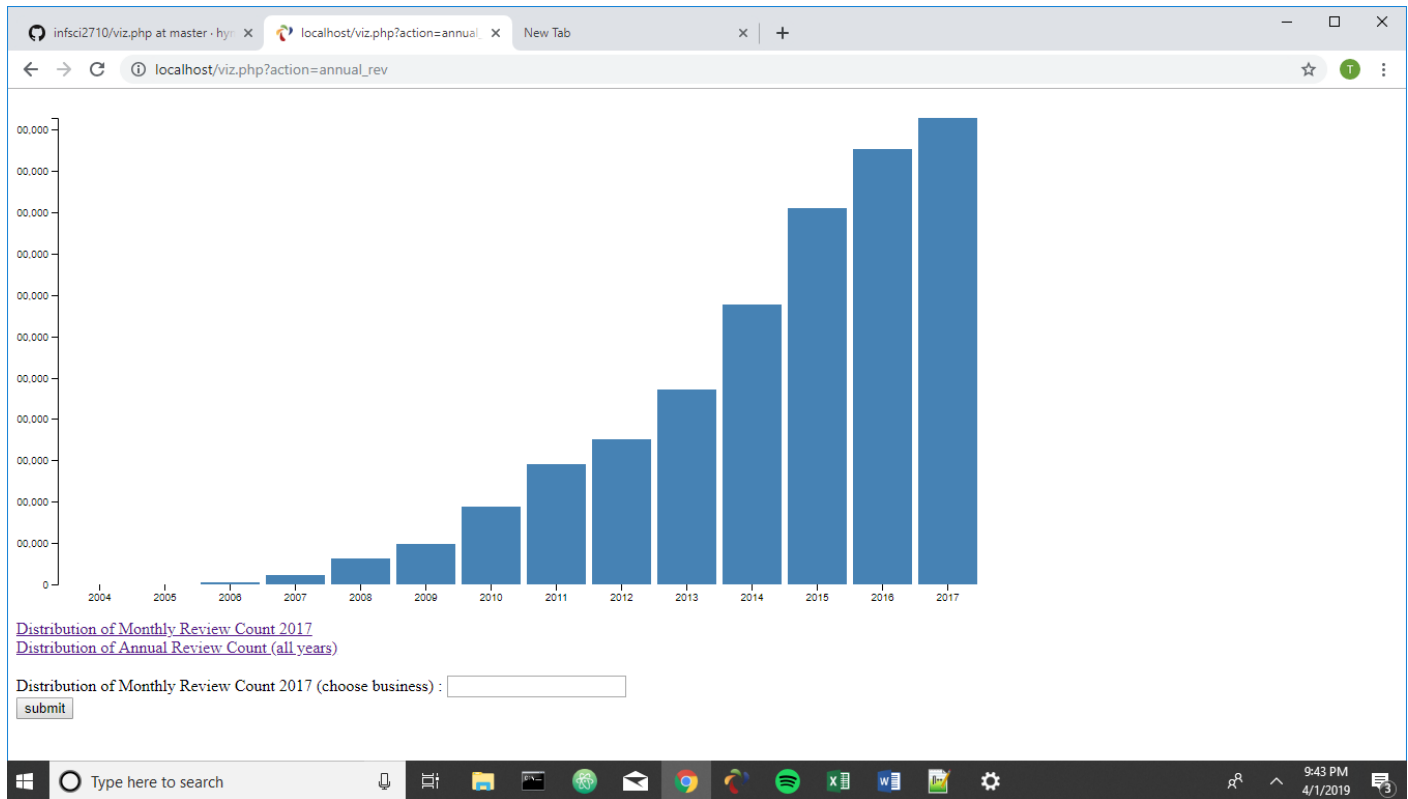 infsci2710/viz.php at master · hyr
localhost/viz.php?action=annual_
New Tab
localhost/viz.php?action=annual_rev
T
00,000
00,000
00,000
00,000
00,000
00,000
00,000
00,000
00,000
00,000
00,000
0
2004 2005 2006 2007 2008 2009 2010 2011 2012 2013 2014 2015 2016 2017
Distribution of Monthly Review Count 2017
Distribution of Annual Review Count (all years)
Distribution of Monthly Review Count 2017 (choose business) :
submit
Type here to search
9:43 PM
4/1/2019
3